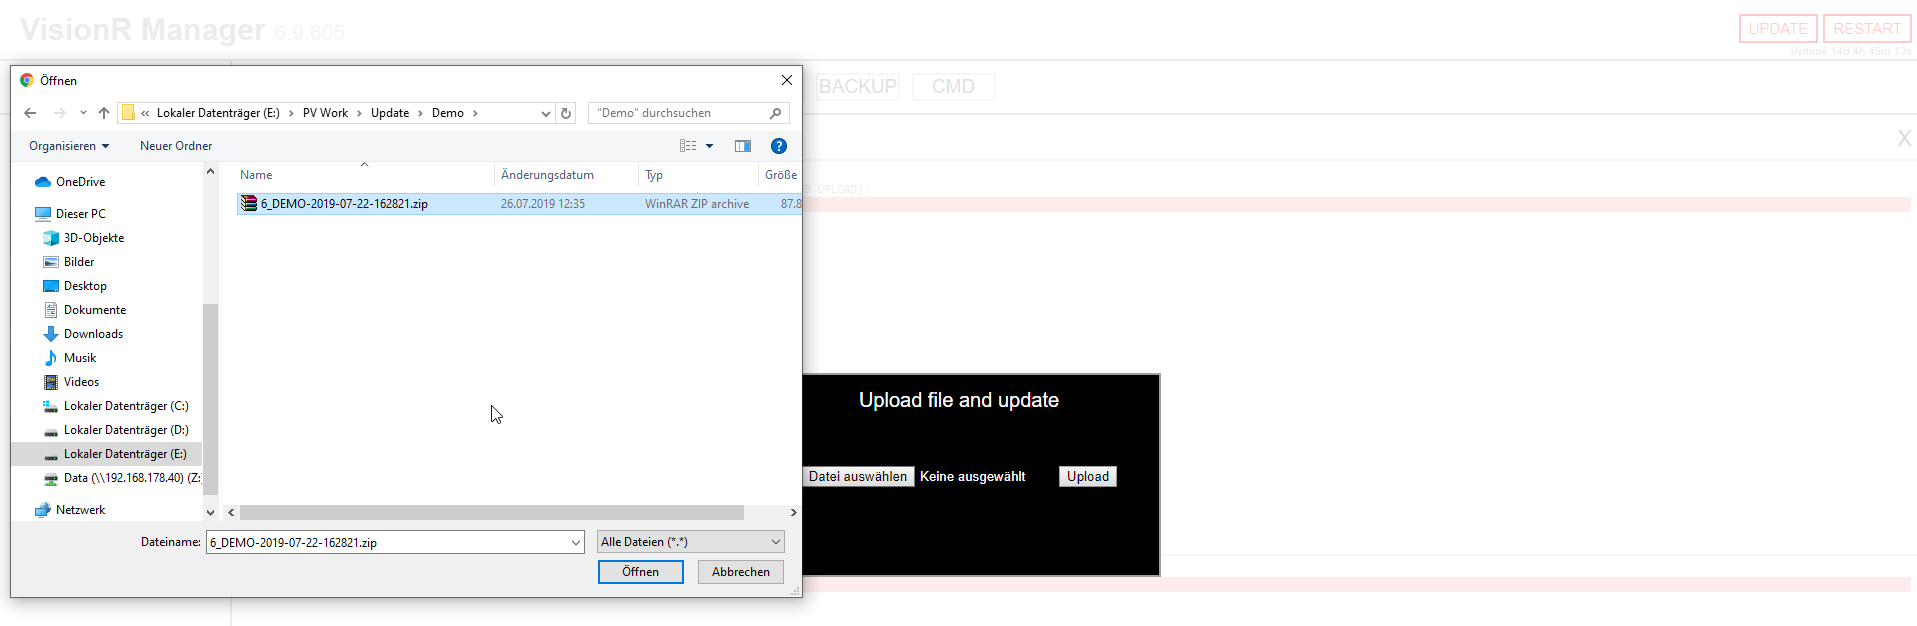 VisionR Manager 6.9.605
UPDATE RESTART
Uptime 14d 4h 45m 13s
BACKUP CMD
X
UPLOAD]:
Öffnen
« Lokaler Datenträger (E:) > PV Work > Update > Demo >
"Demo" durchsuchen
Organisieren Neuer Ordner
?
OneDrive
Dieser PC
3D-Objekte
Bilder
Desktop
Dokumente
Downloads
Musik
Videos
Lokaler Datenträger (C:)
Lokaler Datenträger (D:)
Lokaler Datenträger (E:)
Data (\\192.168.178.40) (Z:
Netzwerk
Name Änderungsdatum Typ Größe
6_DEMO-2019-07-22-162821.zip 26.07.2019 12:35 WinRAR ZIP archive 87.8
Dateiname: 6_DEMO-2019-07-22-162821.zip Alle Dateien (*.*)
Öffnen Abbrechen
Upload file and update
Datei auswählen Keine ausgewählt Upload